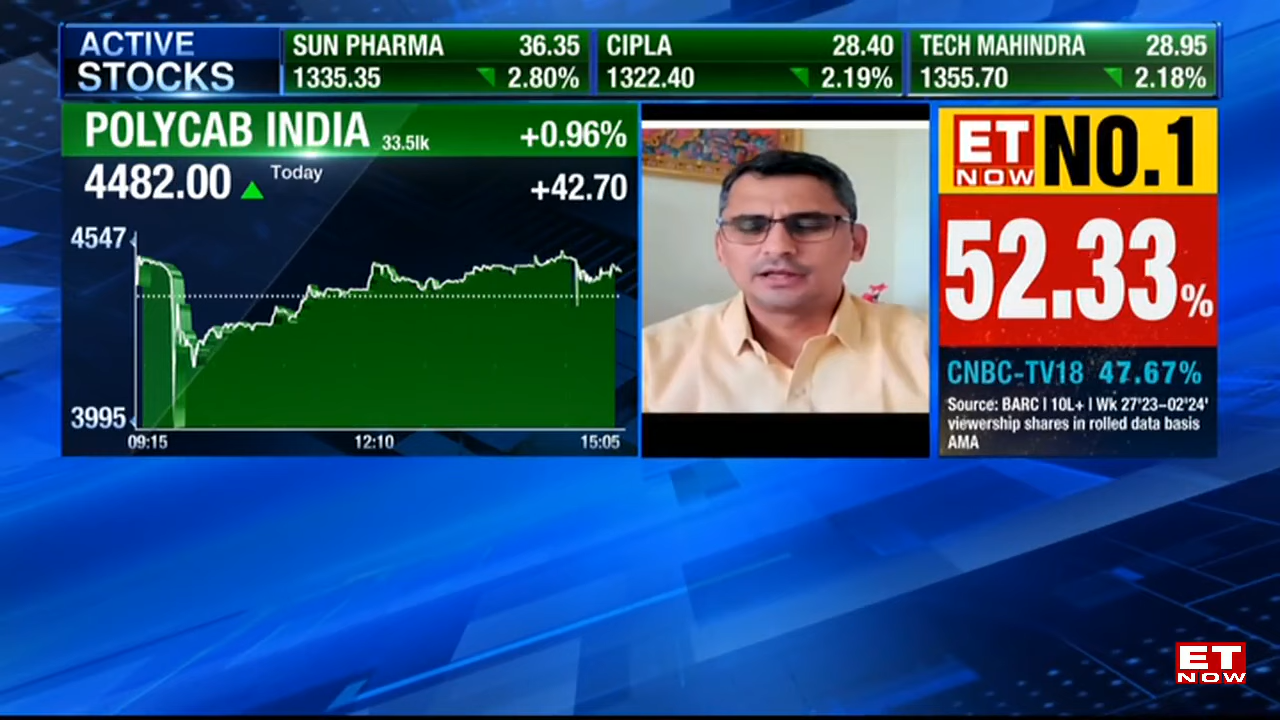 ACTIVE
STOCKS
SUN PHARMA 36.35
1335.35 2.80%
CIPLA 28.40
1322.40 2.19%
TECH MAHINDRA 28.95
1355.70 2.18%
POLYCAB INDIA 33.5lk +0.96%
4482.00 Today +42.70
4547
3995
09:15 12:10 15:05
ET
NOW
NO.1
52.33%
CNBC-TV18 47.67%
Source: BARC | 10L+ | Wk 27'23-02'24'
viewership shares in rolled data basis
AMA
ET
NOW